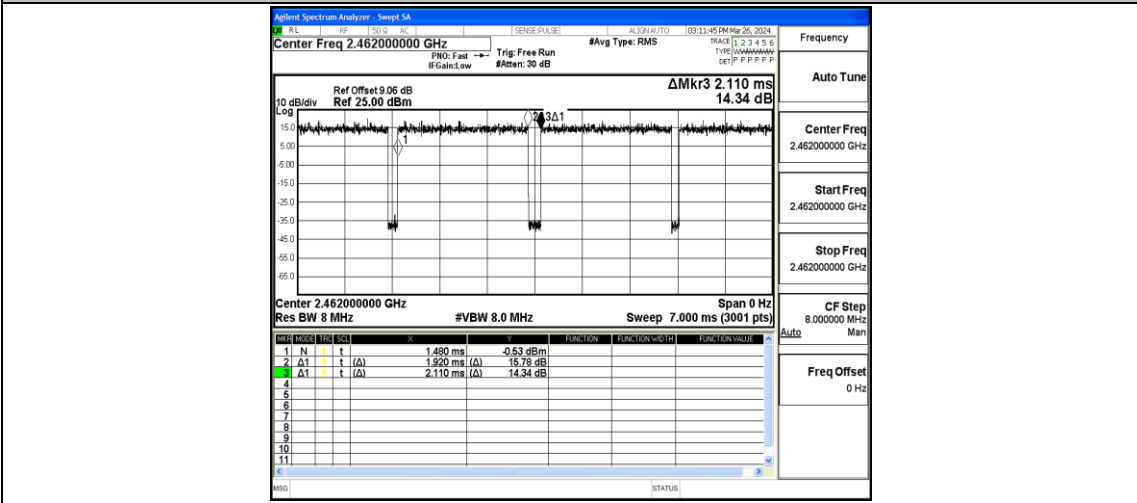 Agilent Spectrum Analyzer - Swept SA
RL RF 50 Ω AC SENSE:PULSE ALIGN AUTO 03:11:45 PM Mar 26, 2024
Center Freq 2.462000000 GHz
#Avg Type: RMS
TRACE 1 2 3 4 5 6
TYPE
DET P P P P P P
PNO: Fast
IFGain:Low
Trig: Free Run
#Atten: 30 dB
ΔMkr3 2.110 ms
14.34 dB
Ref Offset 9.06 dB
Ref 25.00 dBm
10 dB/div
Log
15.0
5.00
-5.00
-15.0
-25.0
-35.0
-45.0
-55.0
-65.0
1
3Δ1
Center 2.462000000 GHz Span 0 Hz
Res BW 8 MHz #VBW 8.0 MHz Sweep 7.000 ms (3001 pts)
MKR MODE TRC SCL X Y FUNCTION FUNCTION WIDTH FUNCTION VALUE
1 N 1 t 1.480 ms -0.53 dBm
2 Δ1 1 t (Δ) 1.920 ms (Δ) 15.78 dB
3 Δ1 1 t (Δ) 2.110 ms (Δ) 14.34 dB
4
5
6
7
8
9
10
11
MSG STATUS
Frequency
Auto Tune
Center Freq
2.462000000 GHz
Start Freq
2.462000000 GHz
Stop Freq
2.462000000 GHz
CF Step
8.000000 MHz
Auto Man
Freq Offset
0 Hz